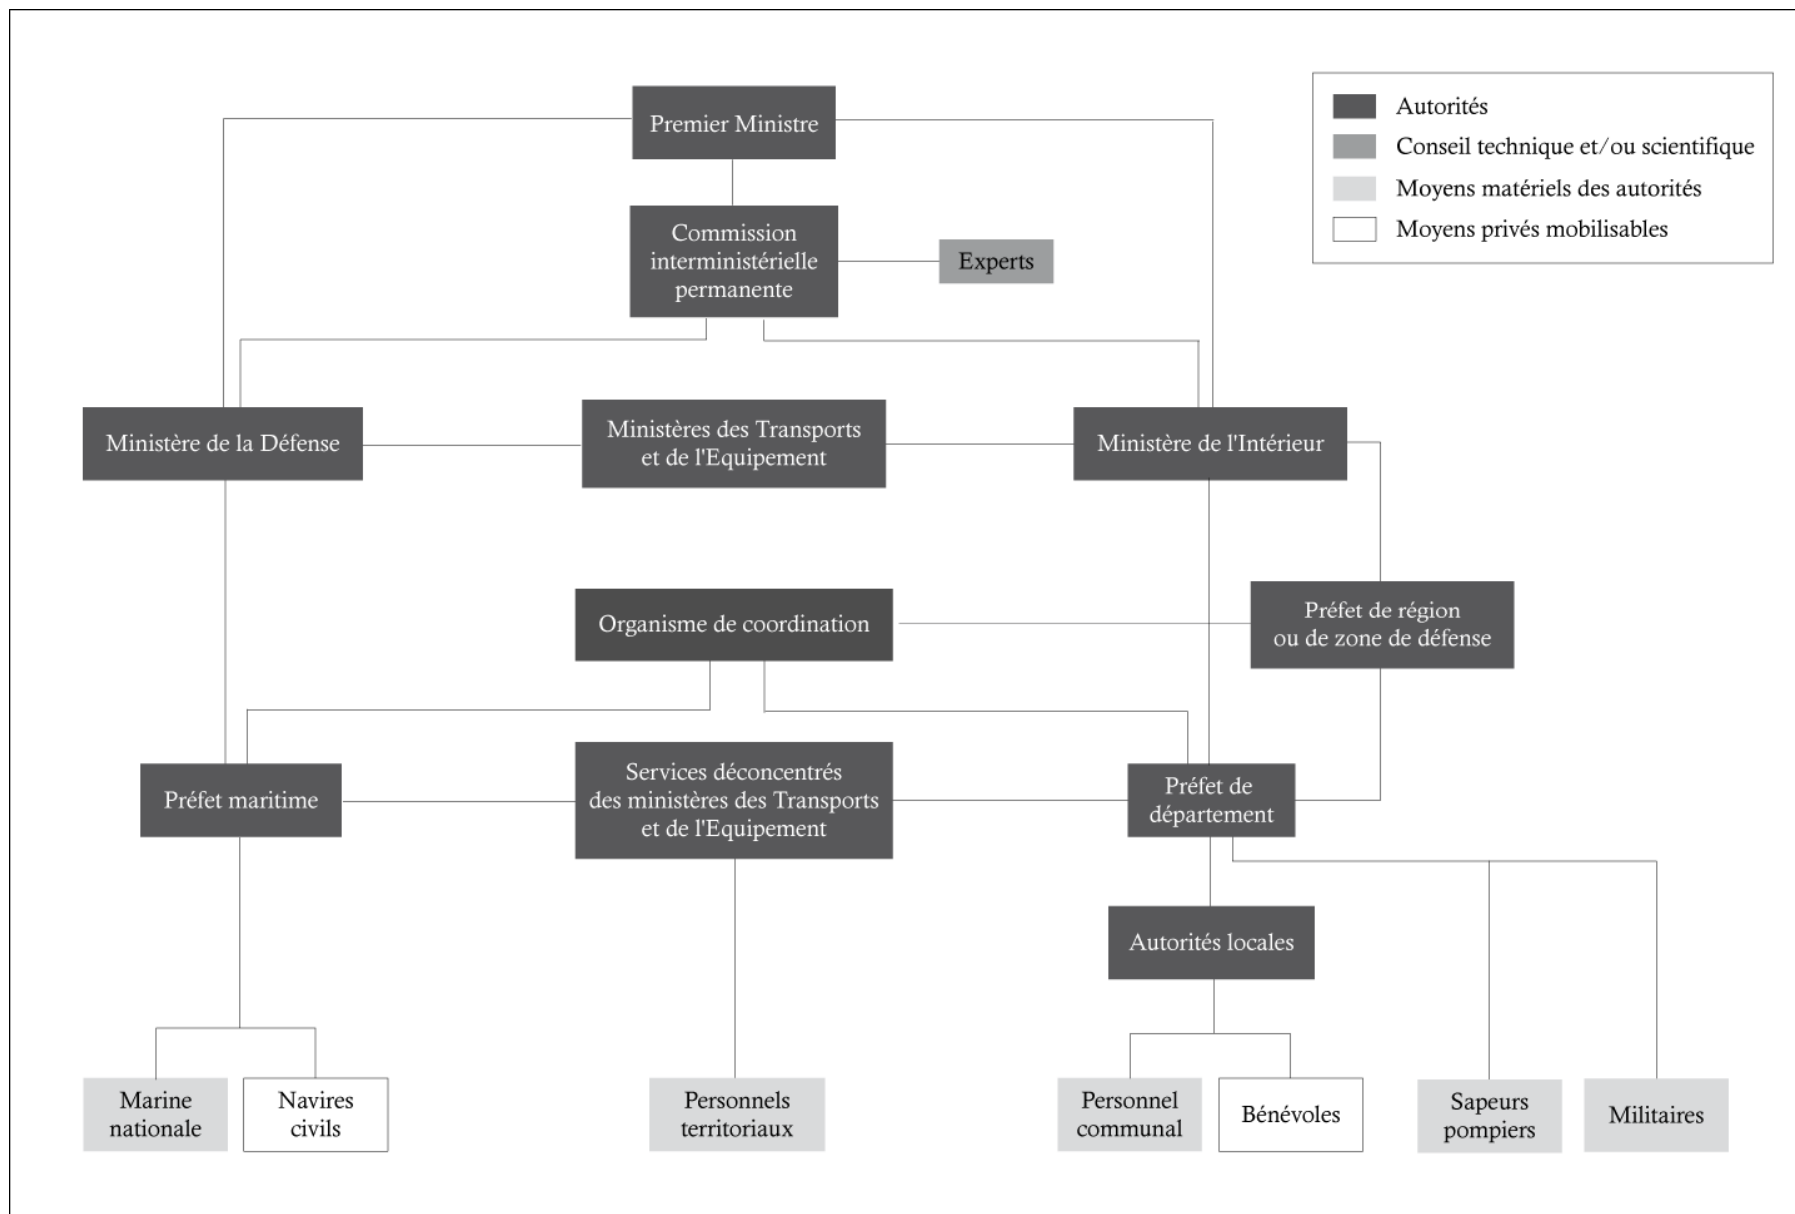 Premier Ministre
Autorités
Conseil technique et/ou scientifique
Moyens matériels des autorités
Moyens privés mobilisables
Commission
interministérielle
permanente
Experts
Ministère de la Défense
Ministères des Transports
et de l'Equipement
Ministère de l'Intérieur
Organisme de coordination
Préfet de région
ou de zone de défense
Préfet maritime
Services déconcentrés
des ministères des Transports
et de l'Equipement
Préfet de
département
Autorités locales
Marine
nationale
Navires
civils
Personnels
territoriaux
Personnel
communal
Bénévoles
Sapeurs
pompiers
Militaires